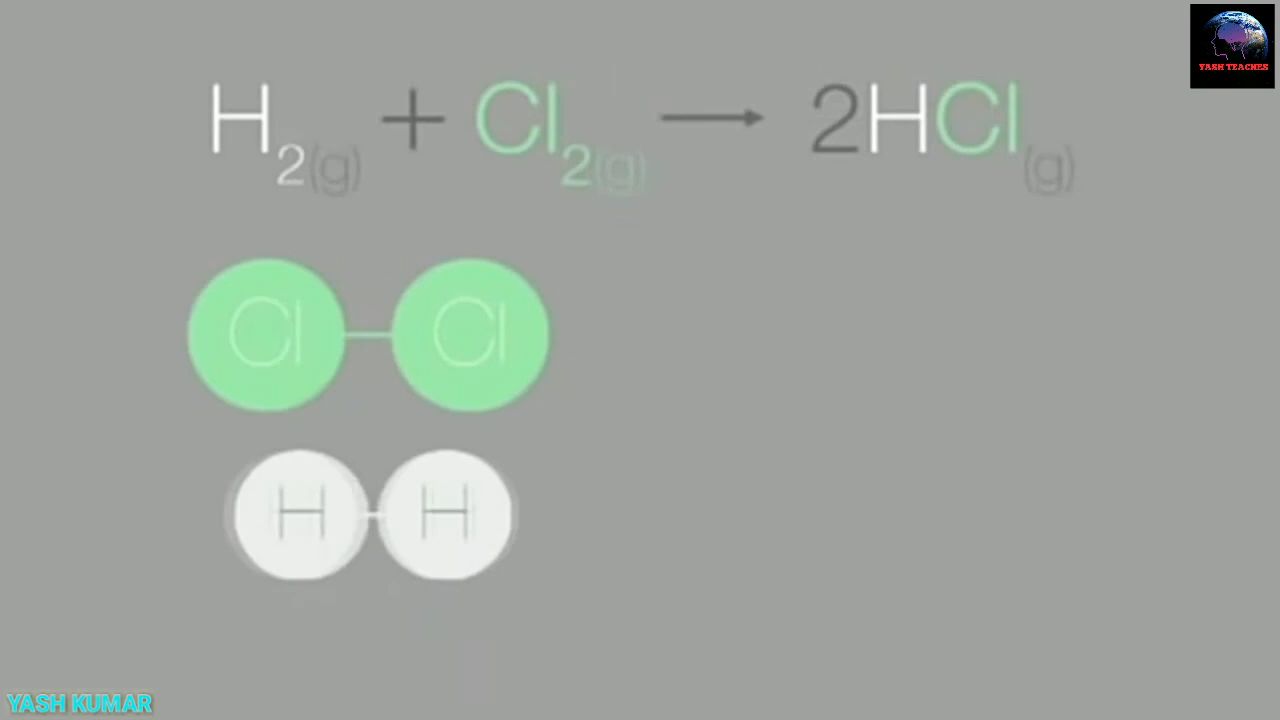 YASH TEACHES
H₂(g) + Cl₂(g) → 2HCl(g)
Cl Cl
H H
YASH KUMAR